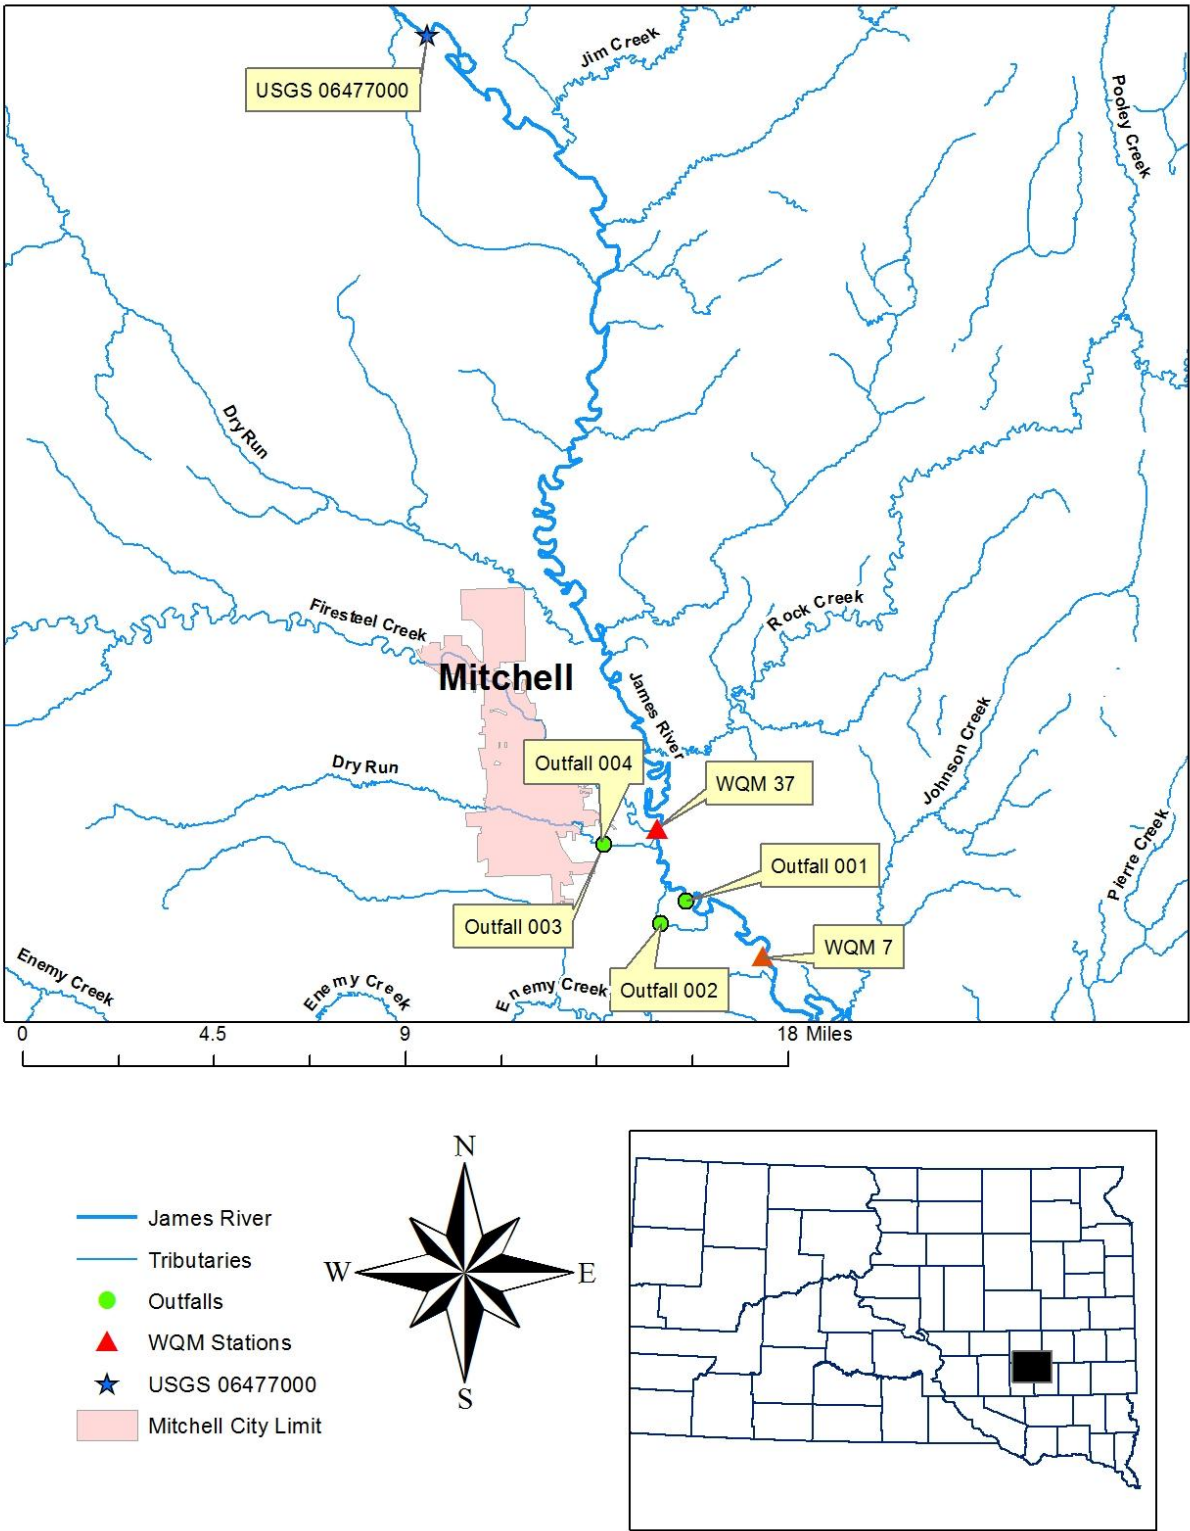 Jim Creek
USGS 06477000
Pooley Creek
Dry Run
Firesteel Creek
Rock Creek
Mitchell
James River
Johnson Creek
Outfall 004
Dry Run
WQM 37
Outfall 001
Pierre Creek
Outfall 003
WQM 7
Enemy Creek
Enemy Creek
Enemy Creek
Outfall 002
0 4.5 9 18 Miles
N
W E
S
James River
Tributaries
Outfalls
WQM Stations
USGS 06477000
Mitchell City Limit